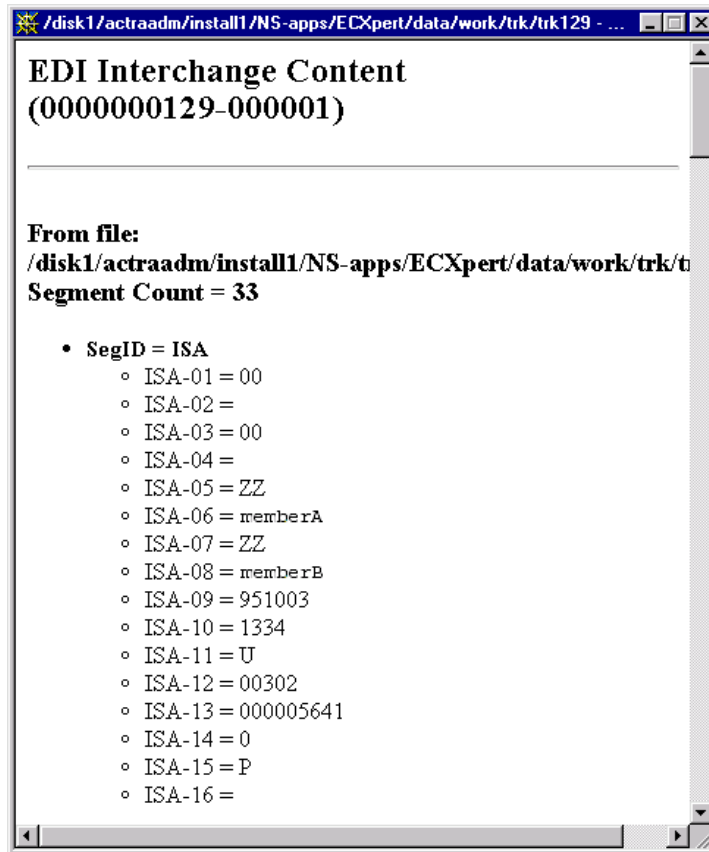 /disk1/actraadm/install1/NS-apps/ECXpert/data/work/trk/trk129 - ...
EDI Interchange Content
(0000000129-000001)
From file:
/disk1/actraadm/install1/NS-apps/ECXpert/data/work/trk/t
Segment Count = 33
• SegID = ISA
◦ ISA-01 = 00
◦ ISA-02 =
◦ ISA-03 = 00
◦ ISA-04 =
◦ ISA-05 = ZZ
◦ ISA-06 = memberA
◦ ISA-07 = ZZ
◦ ISA-08 = memberB
◦ ISA-09 = 951003
◦ ISA-10 = 1334
◦ ISA-11 = U
◦ ISA-12 = 00302
◦ ISA-13 = 000005641
◦ ISA-14 = 0
◦ ISA-15 = P
◦ ISA-16 =